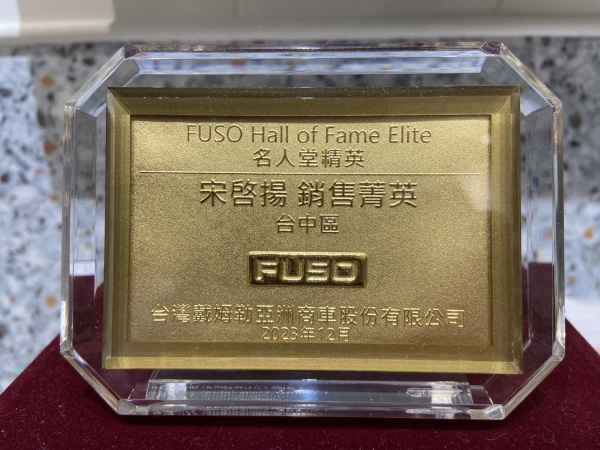 FUSO Hall of Fame Elite
名人堂精英
宋啓揚 銷售菁英
台中區
FUSO
台灣戴姆勒亞洲商車股份有限公司
2023年12月